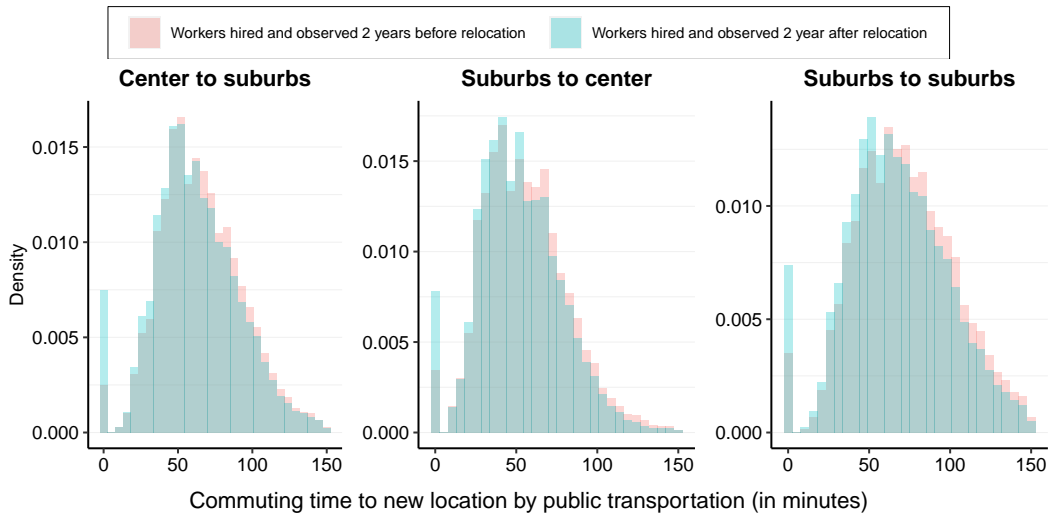 Workers hired and observed 2 years before relocation
Workers hired and observed 2 year after relocation
Center to suburbs
Suburbs to center
Suburbs to suburbs
Density
0.015
0.010
0.005
0.000
0 50 100 150
0.015
0.010
0.005
0.000
0 50 100 150
0.010
0.005
0.000
0 50 100 150
Commuting time to new location by public transportation (in minutes)